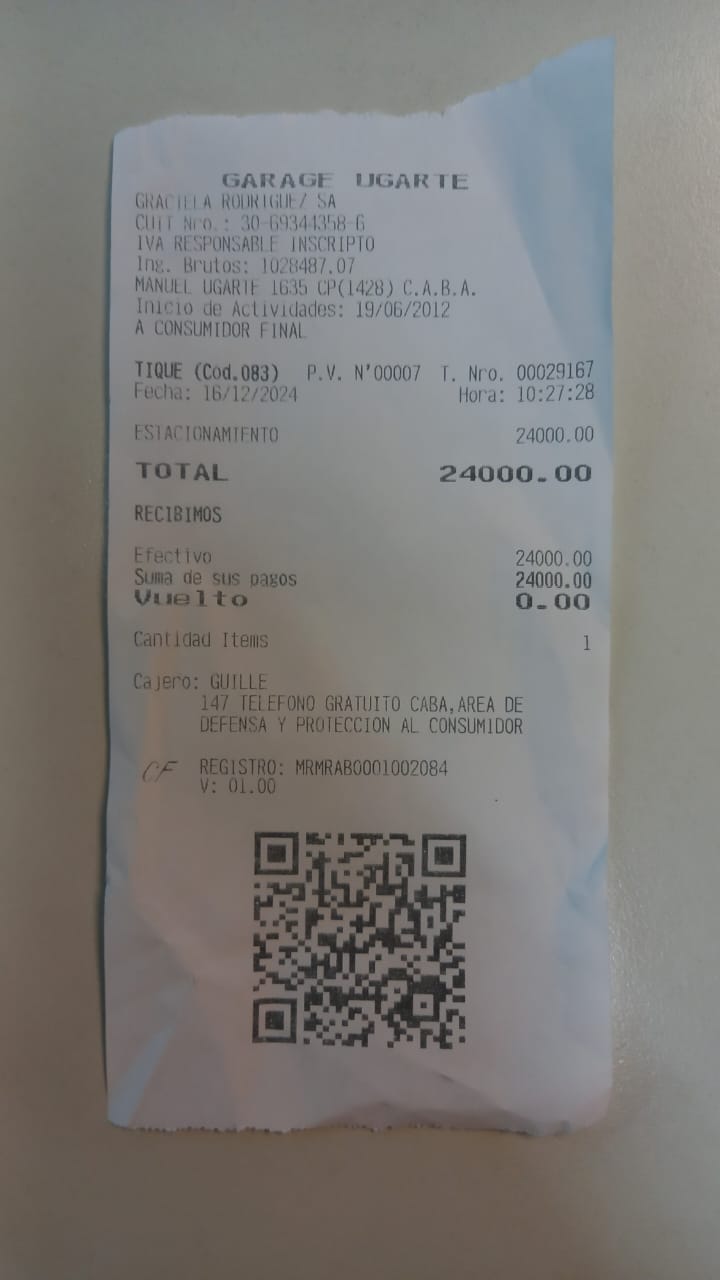 GARAGE UGARTE
GRACIELA RODRIGUEZ SA
CUIT Nro.: 30-69344358-6
IVA RESPONSABLE INSCRIPTO
Ing. Brutos: 1028487.07
MANUEL UGARTE 1635 CP(1428) C.A.B.A.
Inicio de Actividades: 19/06/2012
A CONSUMIDOR FINAL
TIQUE (Cod.083) P.V. N'00007 T. Nro. 00029167
Fecha: 16/12/2024 Hora: 10:27:28
ESTACIONAMIENTO 24000.00
TOTAL 24000.00
RECIBIMOS
Efectivo 24000.00
Suma de sus pagos 24000.00
Vuelto 0.00
Cantidad Items 1
Cajero: GUILLE
147 TELEFONO GRATUITO CABA,AREA DE
DEFENSA Y PROTECCION AL CONSUMIDOR
CF REGISTRO: MRMRAB0001002084
V: 01.00